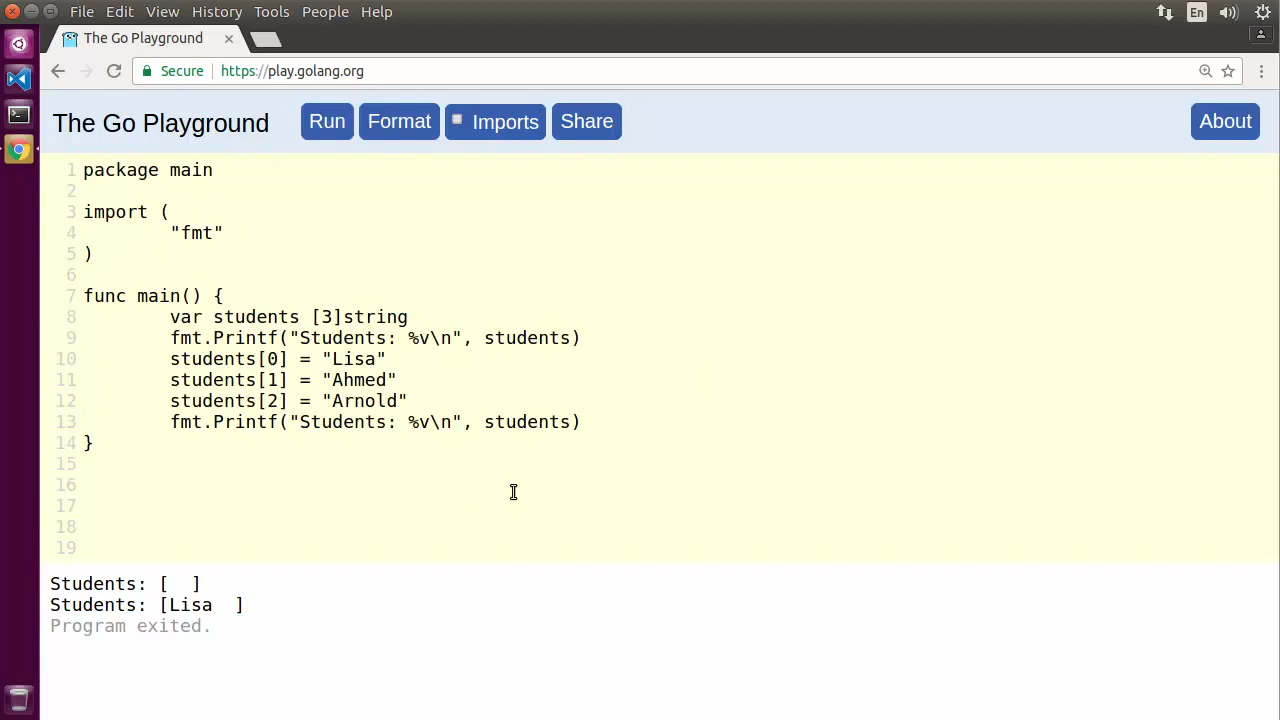 File Edit View History Tools People Help
En
The Go Playground
Secure https://play.golang.org
The Go Playground Run Format Imports Share About
1 package main
2
3 import (
4 "fmt"
5 )
6
7 func main() {
8 var students [3]string
9 fmt.Printf("Students: %v\n", students)
10 students[0] = "Lisa"
11 students[1] = "Ahmed"
12 students[2] = "Arnold"
13 fmt.Printf("Students: %v\n", students)
14 }
15
16
17
18
19
Students: [  ]
Students: [Lisa  ]
Program exited.